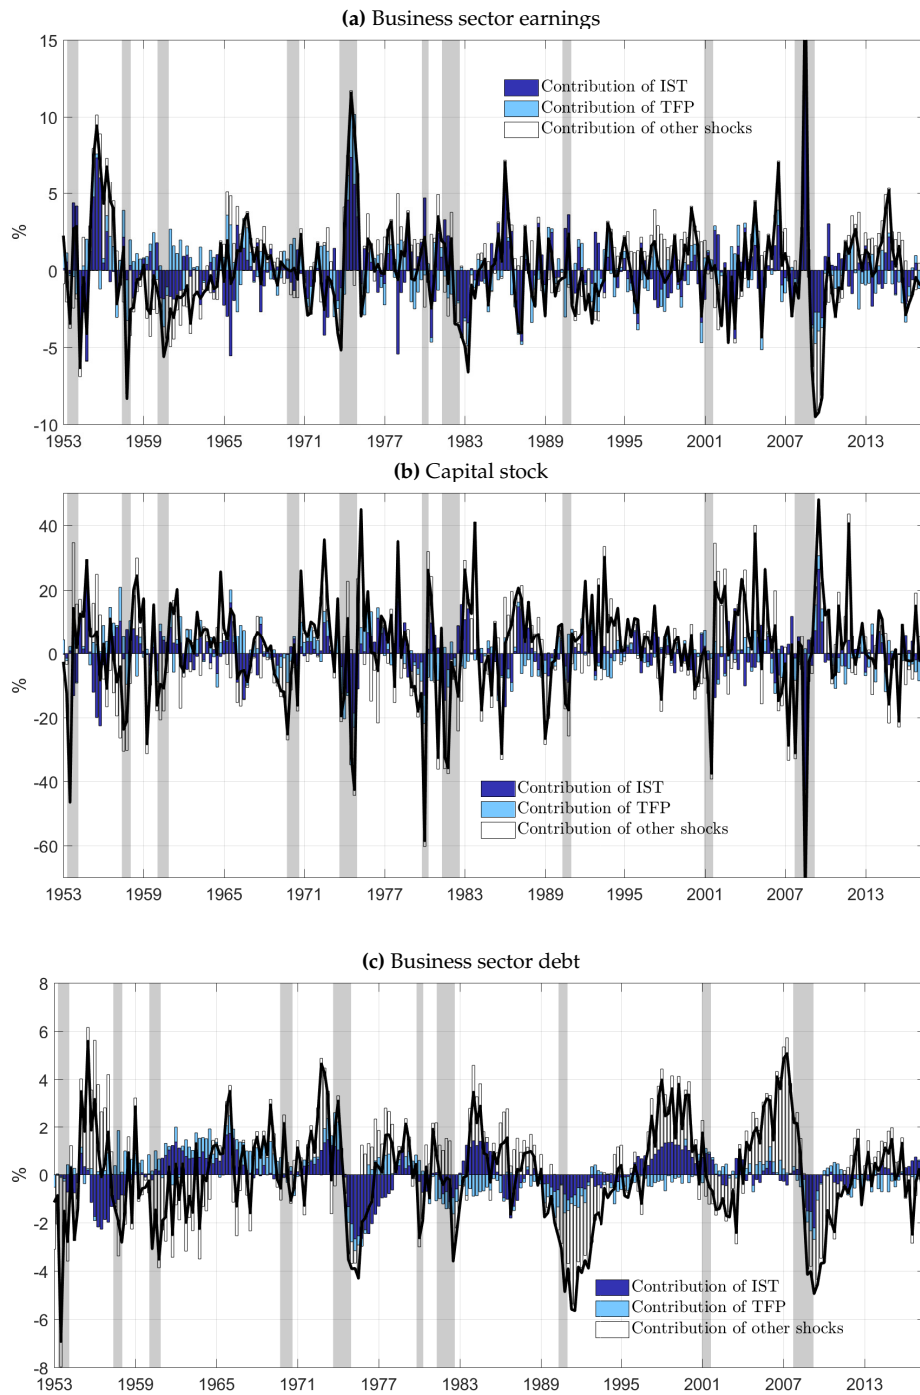 (a) Business sector earnings
15
Contribution of IST
Contribution of TFP
10
Contribution of other shocks
5
%
0
-5
-10
1953 1959 1965 1971 1977 1983 1989 1995 2001 2007 2013
(b) Capital stock
40
20
0
%
-20
-40
Contribution of IST
Contribution of TFP
Contribution of other shocks
-60
1953 1959 1965 1971 1977 1983 1989 1995 2001 2007 2013
(c) Business sector debt
8
6
4
2
%
0
-2
-4
Contribution of IST
Contribution of TFP
Contribution of other shocks
-6
-8
1953 1959 1965 1971 1977 1983 1989 1995 2001 2007 2013